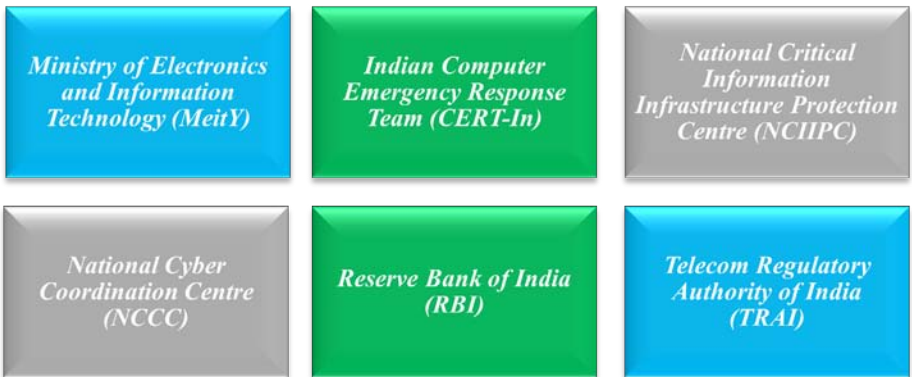 Ministry of Electronics
and Information
Technology (MeitY)
Indian Computer
Emergency Response
Team (CERT-In)
National Critical
Information
Infrastructure Protection
Centre (NCIIPC)
National Cyber
Coordination Centre
(NCCC)
Reserve Bank of India
(RBI)
Telecom Regulatory
Authority of India
(TRAI)